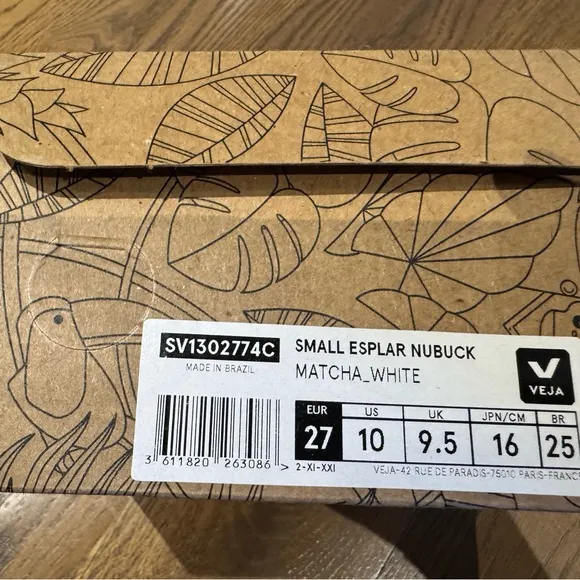 SV1302774C
MADE IN BRAZIL
SMALL ESPLAR NUBUCK
MATCHA_WHITE
V
VEJA
EUR US UK JPN/CM BR
27 10 9.5 16 25
3 611820 263086 >
2-XI-XXI
VEJA-42 RUE DE PARADIS-75010 PARIS-FRANCE